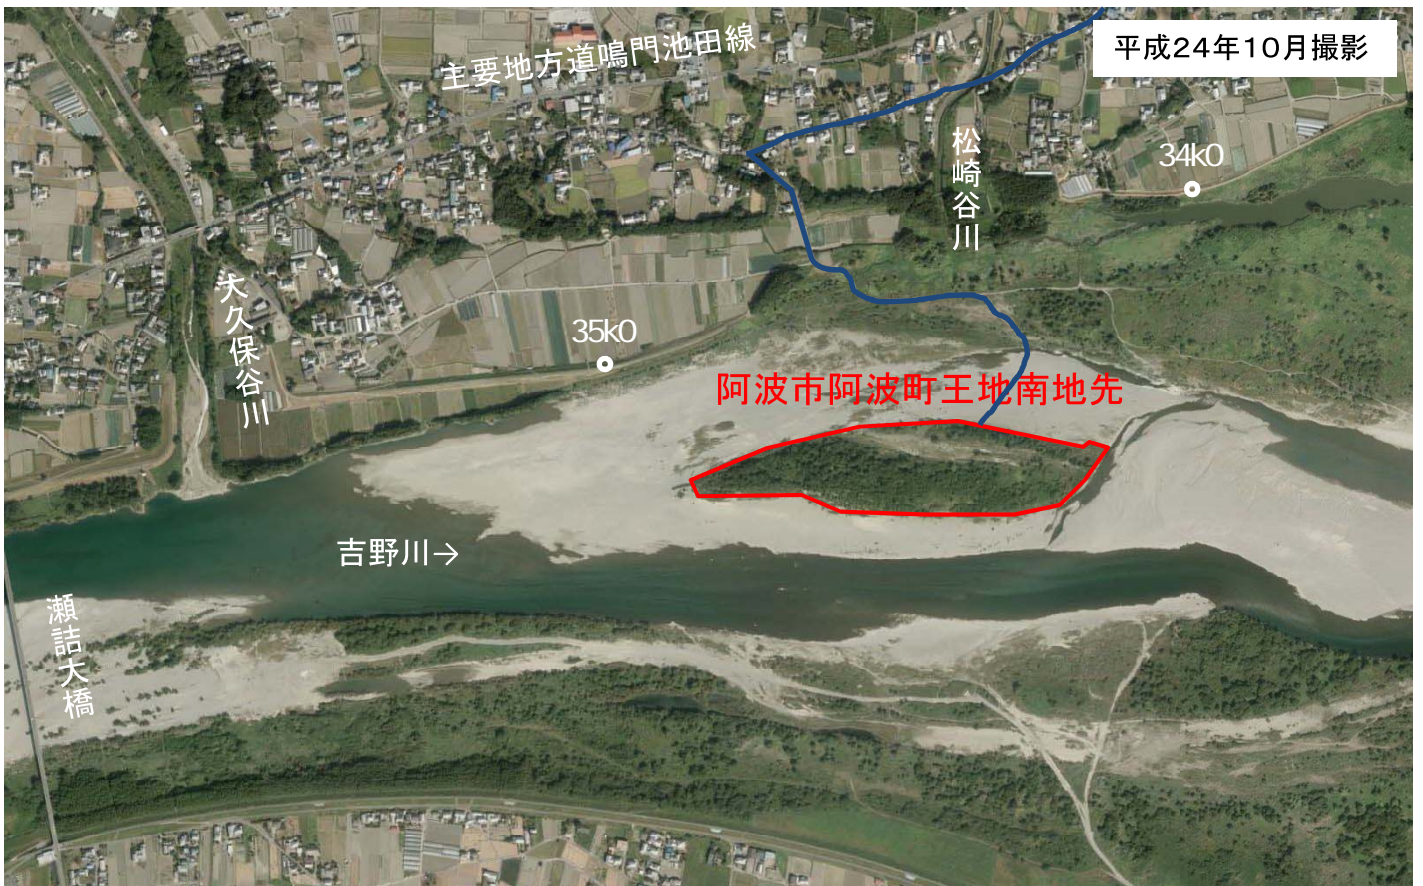 平成24年10月撮影
主要地方道鳴門池田線
松崎谷川
34k0
大久保谷川
35k0
阿波市阿波町王地南地先
吉野川→
瀬詰大橋